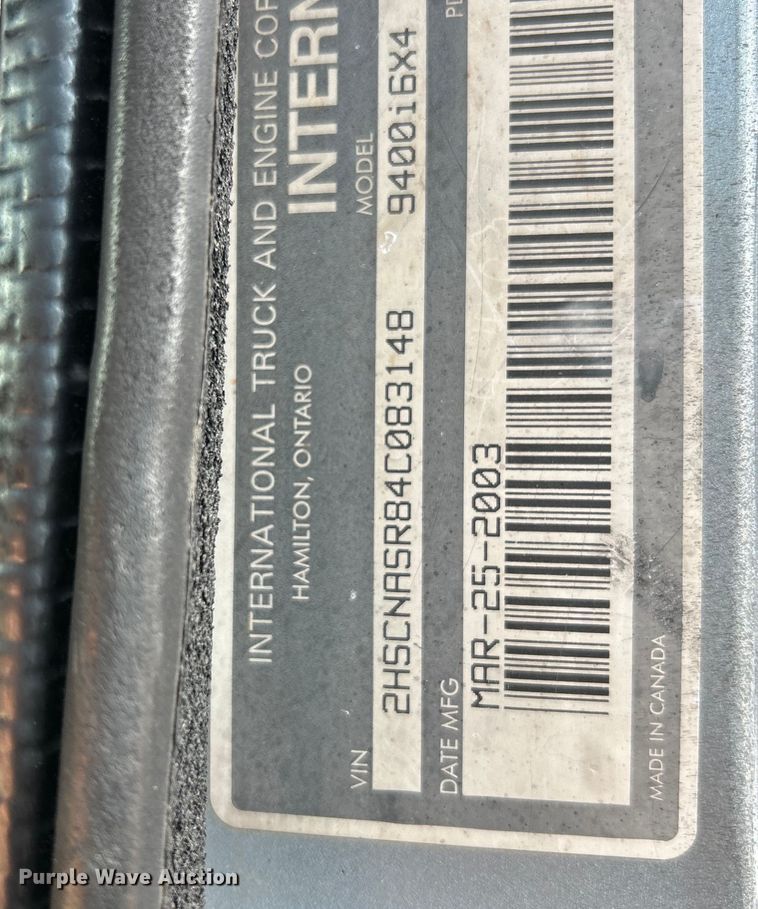 INTERNATIONAL TRUCK AND ENGINE COR
HAMILTON, ONTARIO
INTERN
VIN
MODEL
2HSCNASR84C083148
9400i6X4
DATE MFG
MAR-25-2003
MADE IN CANADA
Purple Wave Auction